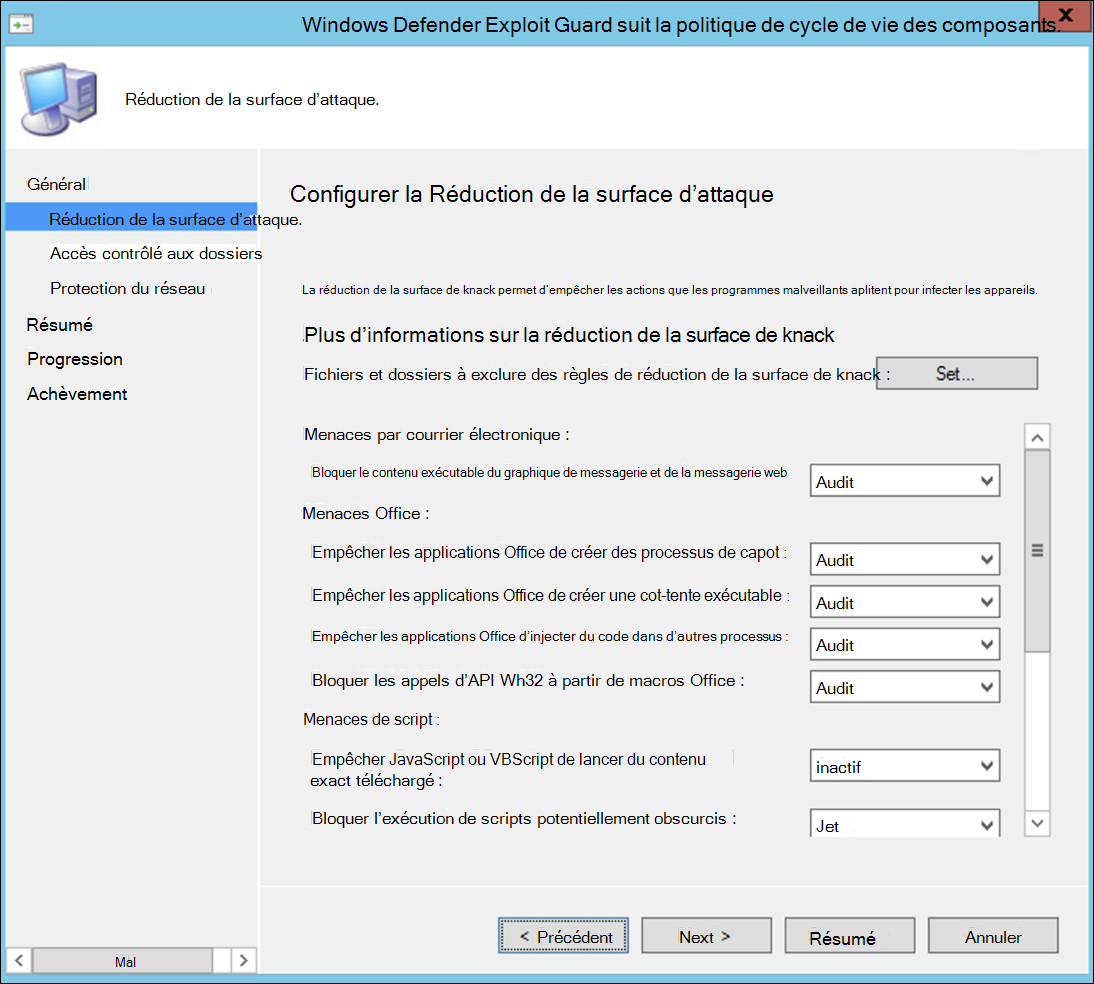 Windows Defender Exploit Guard suit la politique de cycle de vie des composants.
X
Réduction de la surface d’attaque.
Général
Réduction de la surface d’attaque.
Accès contrôlé aux dossiers
Protection du réseau
Résumé
Progression
Achèvement
Configurer la Réduction de la surface d’attaque
La réduction de la surface de knack permet d’empêcher les actions que les programmes malveillants aplitent pour infecter les appareils.
Plus d’informations sur la réduction de la surface de knack
Fichiers et dossiers à exclure des règles de réduction de la surface de knack : Set...
Menaces par courrier électronique :
Bloquer le contenu exécutable du graphique de messagerie et de la messagerie web Audit
Menaces Office :
Empêcher les applications Office de créer des processus de capot : Audit
Empêcher les applications Office de créer une cot-tente exécutable : Audit
Empêcher les applications Office d’injecter du code dans d’autres processus : Audit
Bloquer les appels d’API Wh32 à partir de macros Office : Audit
Menaces de script :
Empêcher JavaScript ou VBScript de lancer du contenu
exact téléchargé : inactif
Bloquer l’exécution de scripts potentiellement obscurcis : Jet
< Précédent Next > Résumé Annuler
Mal